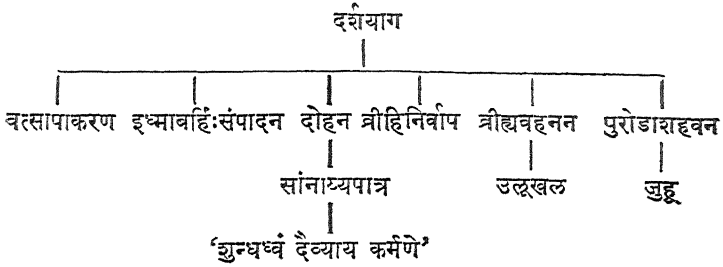 दर्शयाग
वत्सापाकरण इध्माबर्हिःसंपादन दोहन व्रीहिनिर्वाप व्रीह्यवहनन पुरोडाशहवन
सांनाय्यपात्र उलूखल जुहू
‘शुन्धध्वं दैव्याय कर्मणे’